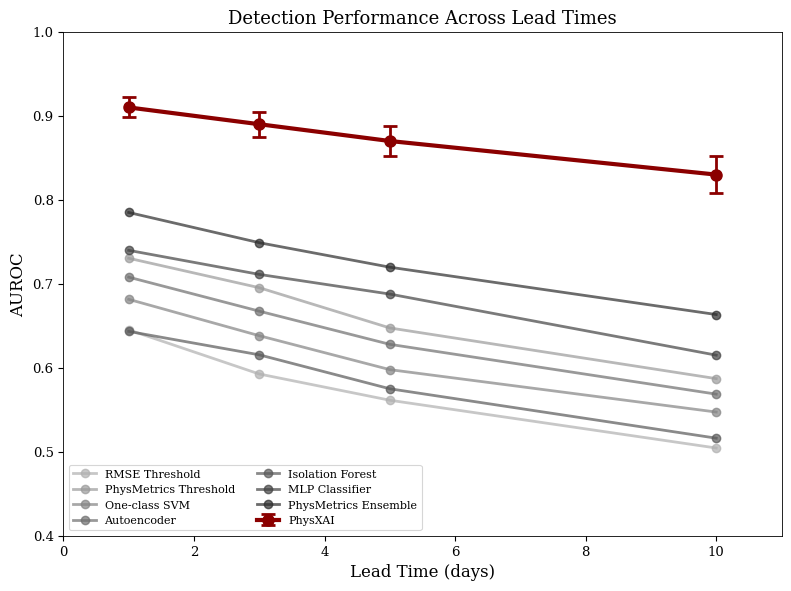 Detection Performance Across Lead Times
1.0
0.9
0.8
0.7
0.6
0.5
0.4
AUROC
RMSE Threshold
PhysMetrics Threshold
One-class SVM
Autoencoder
Isolation Forest
MLP Classifier
PhysMetrics Ensemble
PhysXAI
0 2 4 6 8 10
Lead Time (days)